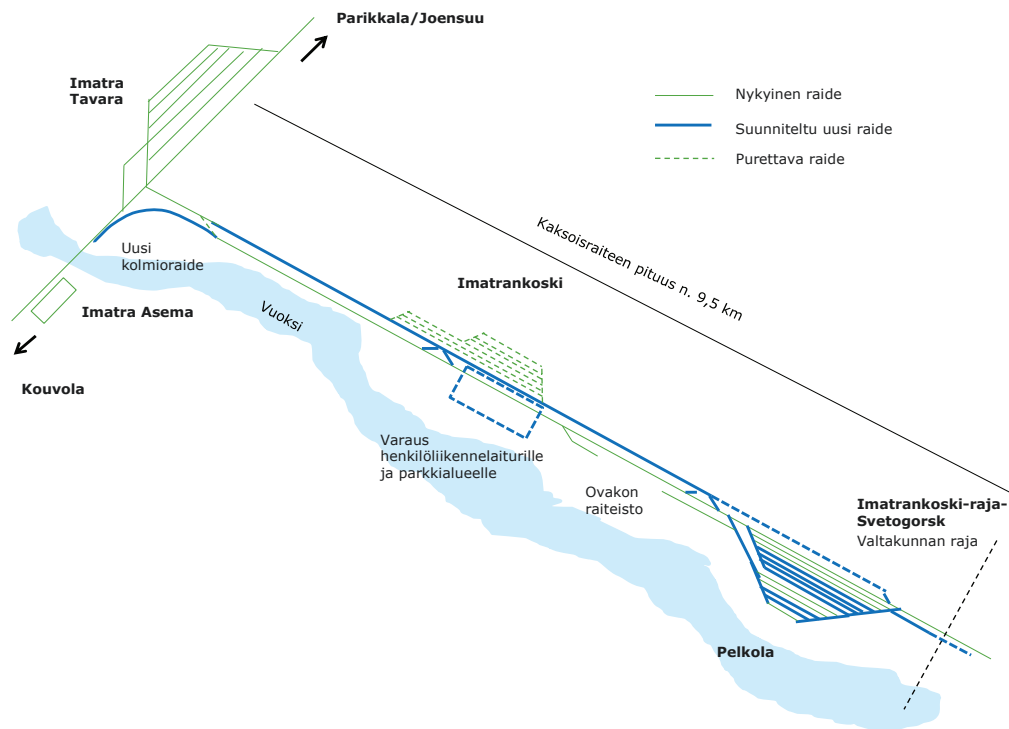 Parikkala/Joensuu
Imatra
Tavara
Nykyinen raide
Suunniteltu uusi raide
Purettava raide
Kaksoisraiteen pituus n. 9,5 km
Uusi
kolmioraide
Imatrankoski
Imatra Asema
Vuoksi
Kouvola
Varaus
henkilöliikennelaiturille
ja parkkialueelle
Ovakon
raiteisto
Imatrankoski-raja-
Svetogorsk
Valtakunnan raja
Pelkola